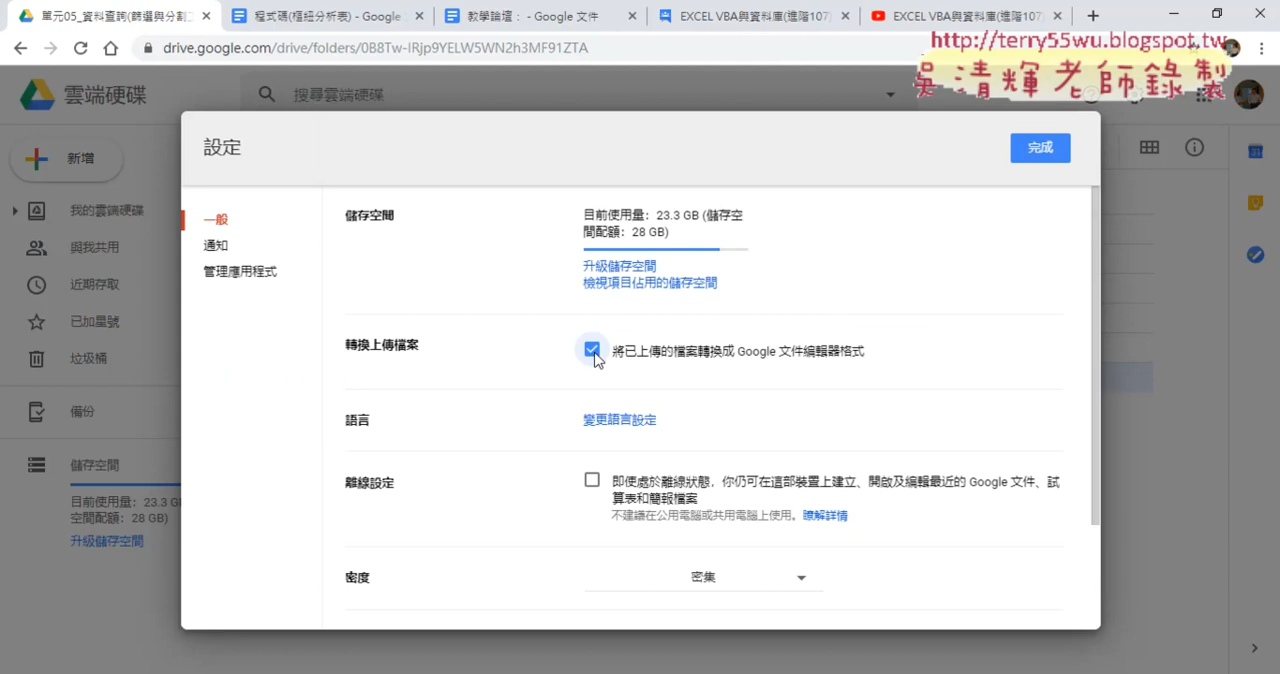 單元05_資料查詢(篩選與分割
程式碼(樞紐分析表) - Google
教學論壇： - Google 文件
EXCEL VBA與資料庫(進階107)
EXCEL VBA與資料庫(進階107)
drive.google.com/drive/folders/0B8Tw-IRjp9YELW5WN2h3MF91ZTA
http://terry55wu.blogspot.tw
吳清輝老師錄製
雲端硬碟
搜尋雲端硬碟
設定
完成
新增
我的雲端硬碟
與我共用
近期存取
已加星號
垃圾桶
備份
儲存空間
目前使用量：23.3 G
空間配額：28 GB)
升級儲存空間
一般
通知
管理應用程式
儲存空間
目前使用量：23.3 GB (儲存空
間配額：28 GB)
升級儲存空間
檢視項目佔用的儲存空間
轉換上傳檔案
將已上傳的檔案轉換成 Google 文件編輯器格式
語言
變更語言設定
離線設定
即使處於離線狀態，你仍可在這部裝置上建立、開啟及編輯最近的 Google 文件、試
算表和簡報檔案
不建議在公用電腦或共用電腦上使用。瞭解詳情
密度
密集